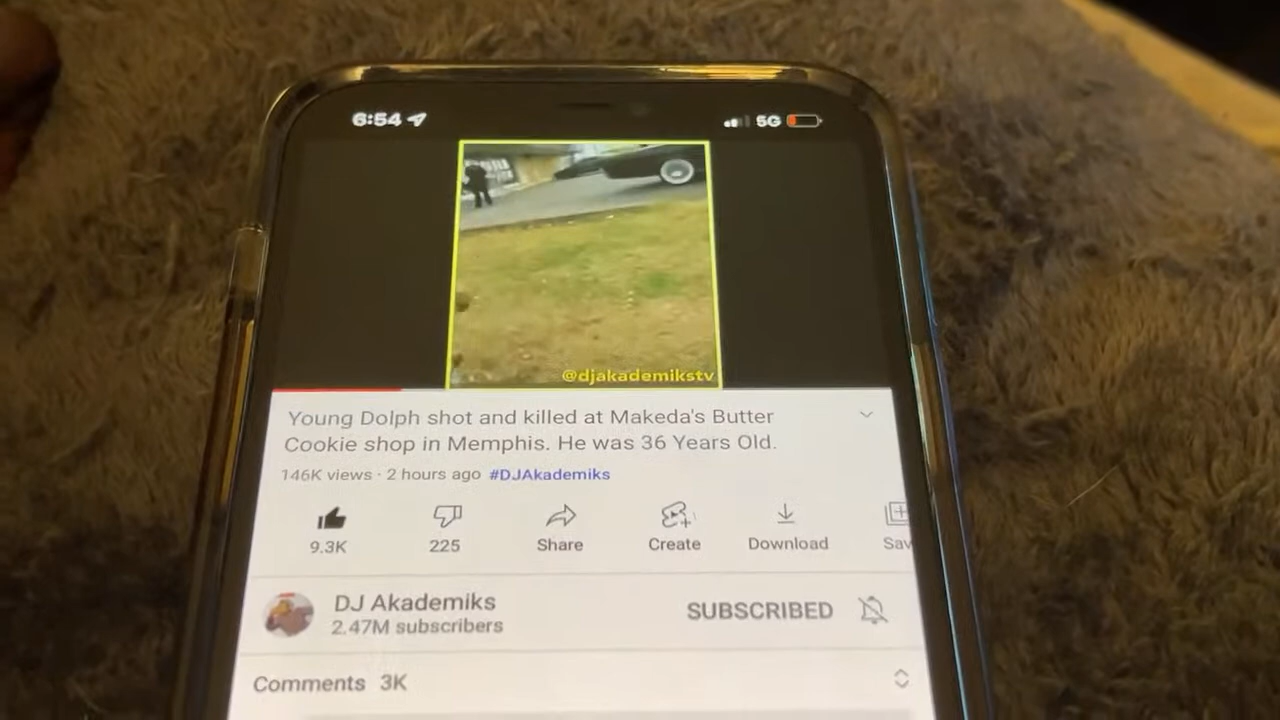 6:54
5G
@djakademikstv
Young Dolph shot and killed at Makeda's Butter
Cookie shop in Memphis. He was 36 Years Old.
146K views · 2 hours ago #DJAkademiks
9.3K
225
Share
Create
Download
Sav
DJ Akademiks
2.47M subscribers
SUBSCRIBED
Comments 3K